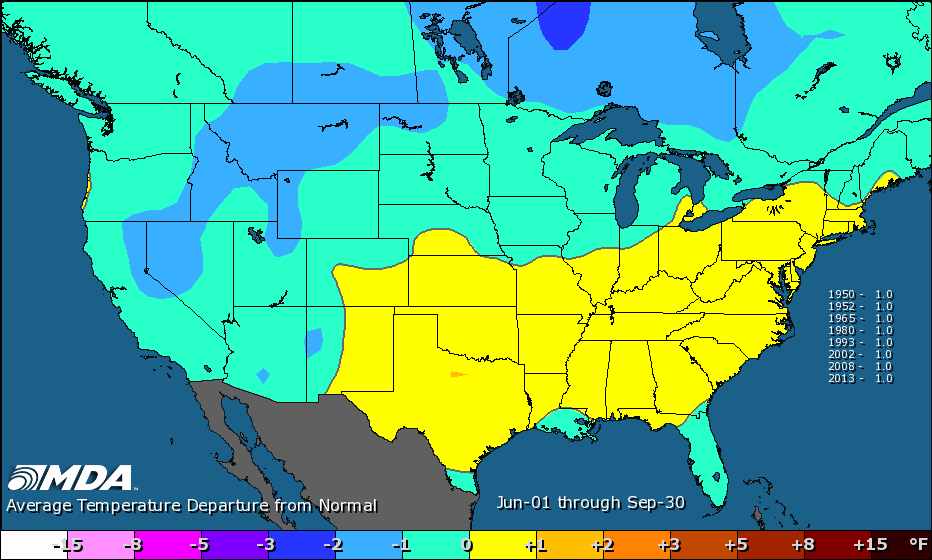 1950 - 1.0
1952 - 1.0
1965 - 1.0
1980 - 1.0
1993 - 1.0
2002 - 1.0
2008 - 1.0
2013 - 1.0
MDA
Average Temperature Departure from Normal
Jun-01 through Sep-30
-15 -8 -5 -3 -2 -1 0 +1 +2 +3 +5 +8 +15 °F